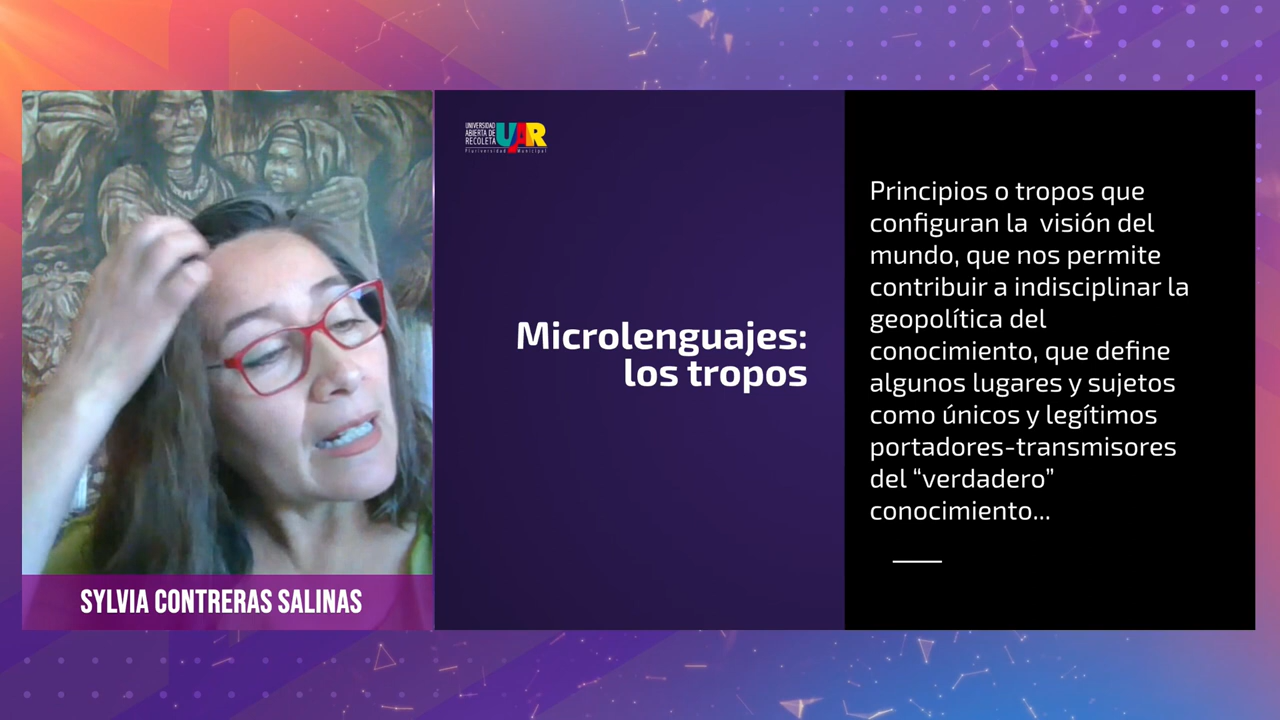 UNIVERSIDAD
ABIERTA DE
RECOLETA
UAR
Pluriversidad Municipal
Microlenguajes:
los tropos
Principios o tropos que
configuran la  visión del
mundo, que nos permite
contribuir a indisciplinar la
geopolítica del
conocimiento, que define
algunos lugares y sujetos
como únicos y legítimos
portadores-transmisores
del “verdadero”
conocimiento...
SYLVIA CONTRERAS SALINAS